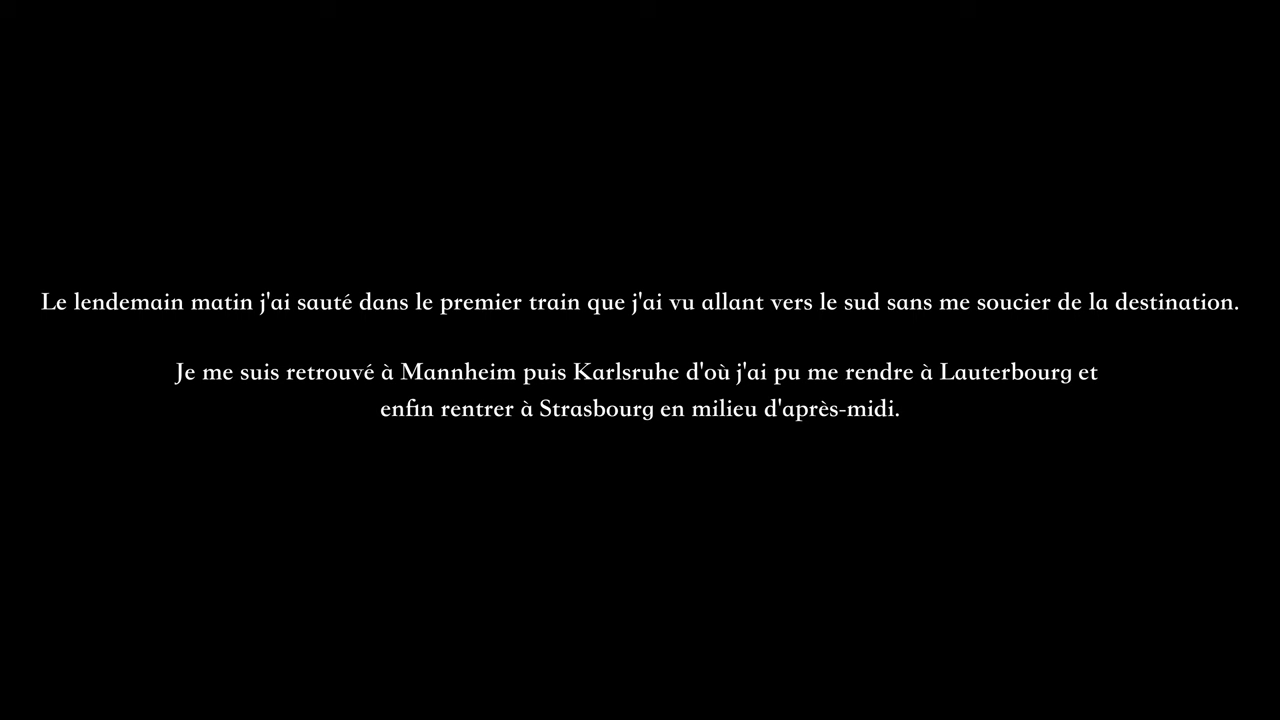 Le lendemain matin j'ai sauté dans le premier train que j'ai vu allant vers le sud sans me soucier de la destination.
Je me suis retrouvé à Mannheim puis Karlsruhe d'où j'ai pu me rendre à Lauterbourg et
enfin rentrer à Strasbourg en milieu d'après-midi.